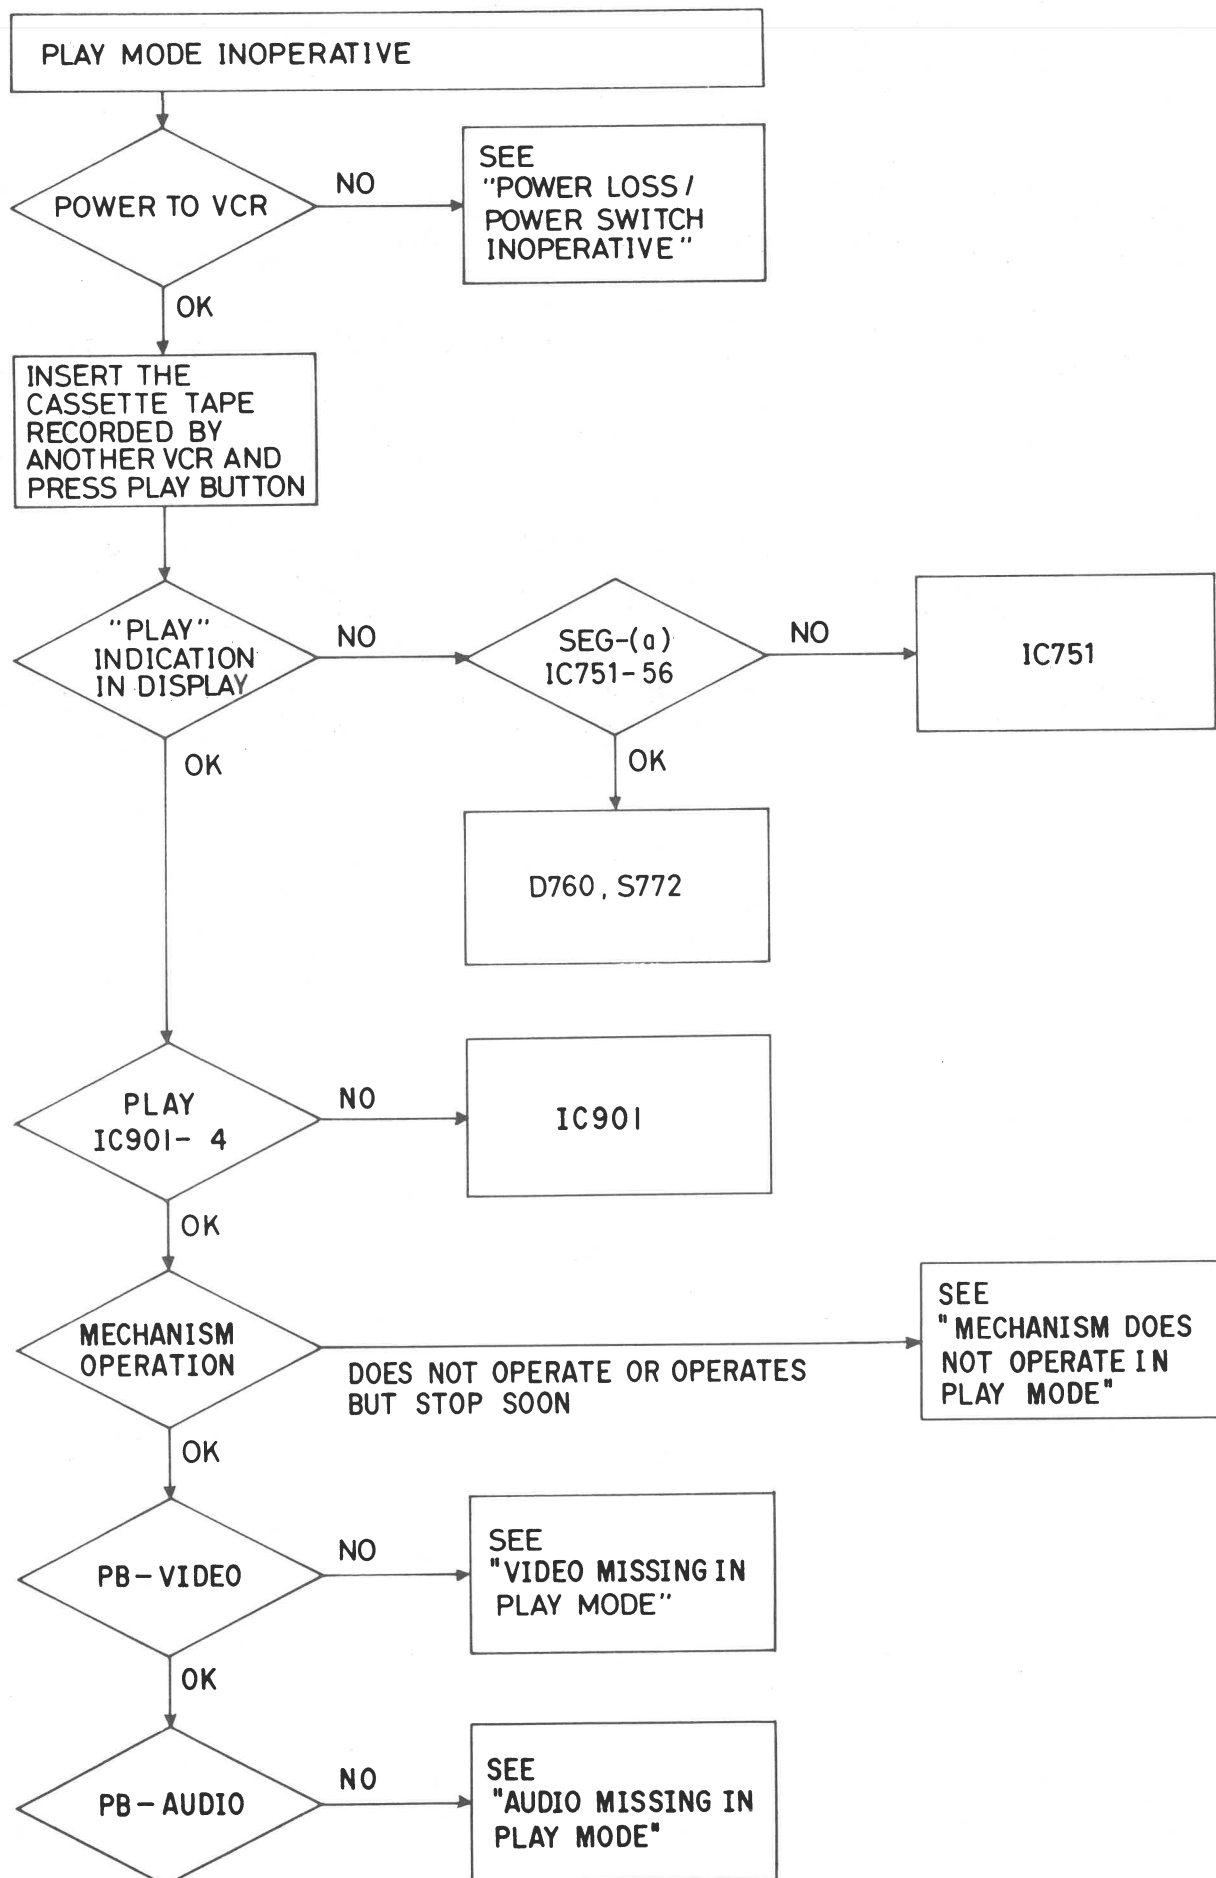 PLAY MODE INOPERATIVE
POWER TO VCR
NO
SEE
"POWER LOSS /
POWER SWITCH
INOPERATIVE"
OK
INSERT THE
CASSETTE TAPE
RECORDED BY
ANOTHER VCR AND
PRESS PLAY BUTTON
"PLAY"
INDICATION
IN DISPLAY
NO
SEG-(a)
IC751-56
NO
IC751
OK
OK
D760, S772
PLAY
IC901- 4
NO
IC901
OK
MECHANISM
OPERATION
DOES NOT OPERATE OR OPERATES
BUT STOP SOON
SEE
"MECHANISM DOES
NOT OPERATE IN
PLAY MODE"
OK
PB-VIDEO
NO
SEE
"VIDEO MISSING IN
PLAY MODE"
OK
PB-AUDIO
NO
SEE
"AUDIO MISSING IN
PLAY MODE"